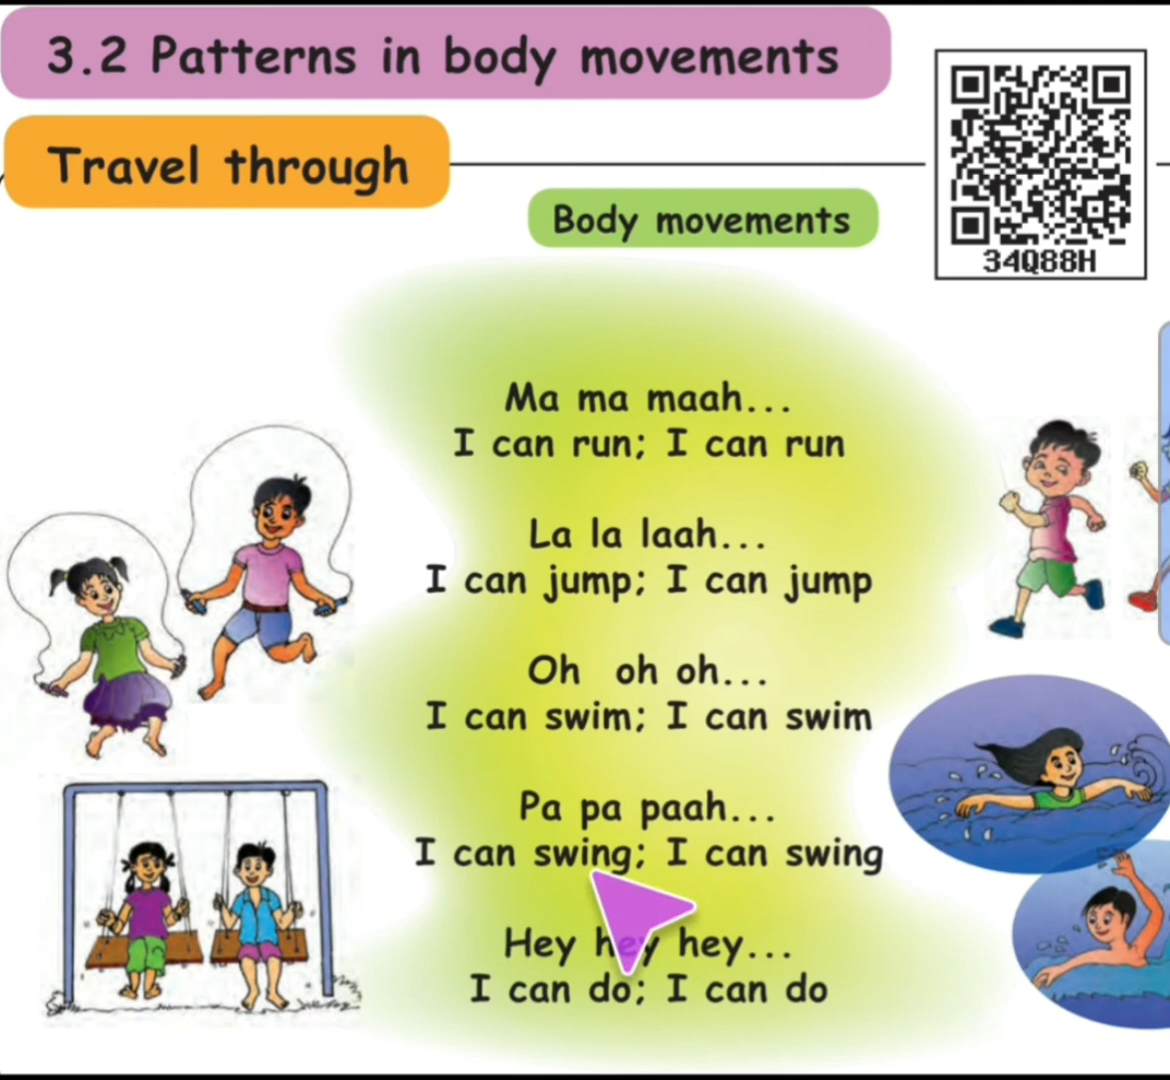 3.2 Patterns in body movements
Travel through
Body movements
34Q88H
Ma ma maah...
I can run; I can run
La la laah...
I can jump; I can jump
Oh oh oh...
I can swim; I can swim
Pa pa paah...
I can swing; I can swing
Hey hey hey...
I can do; I can do